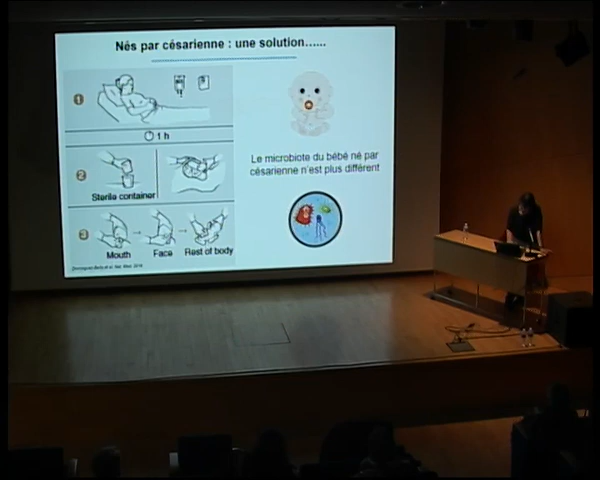 Nés par césarienne : une solution......
1
1 h
2
Sterile container
3
Mouth
Face
Rest of body
Le microbiote du bébé né par
césarienne n'est plus différent